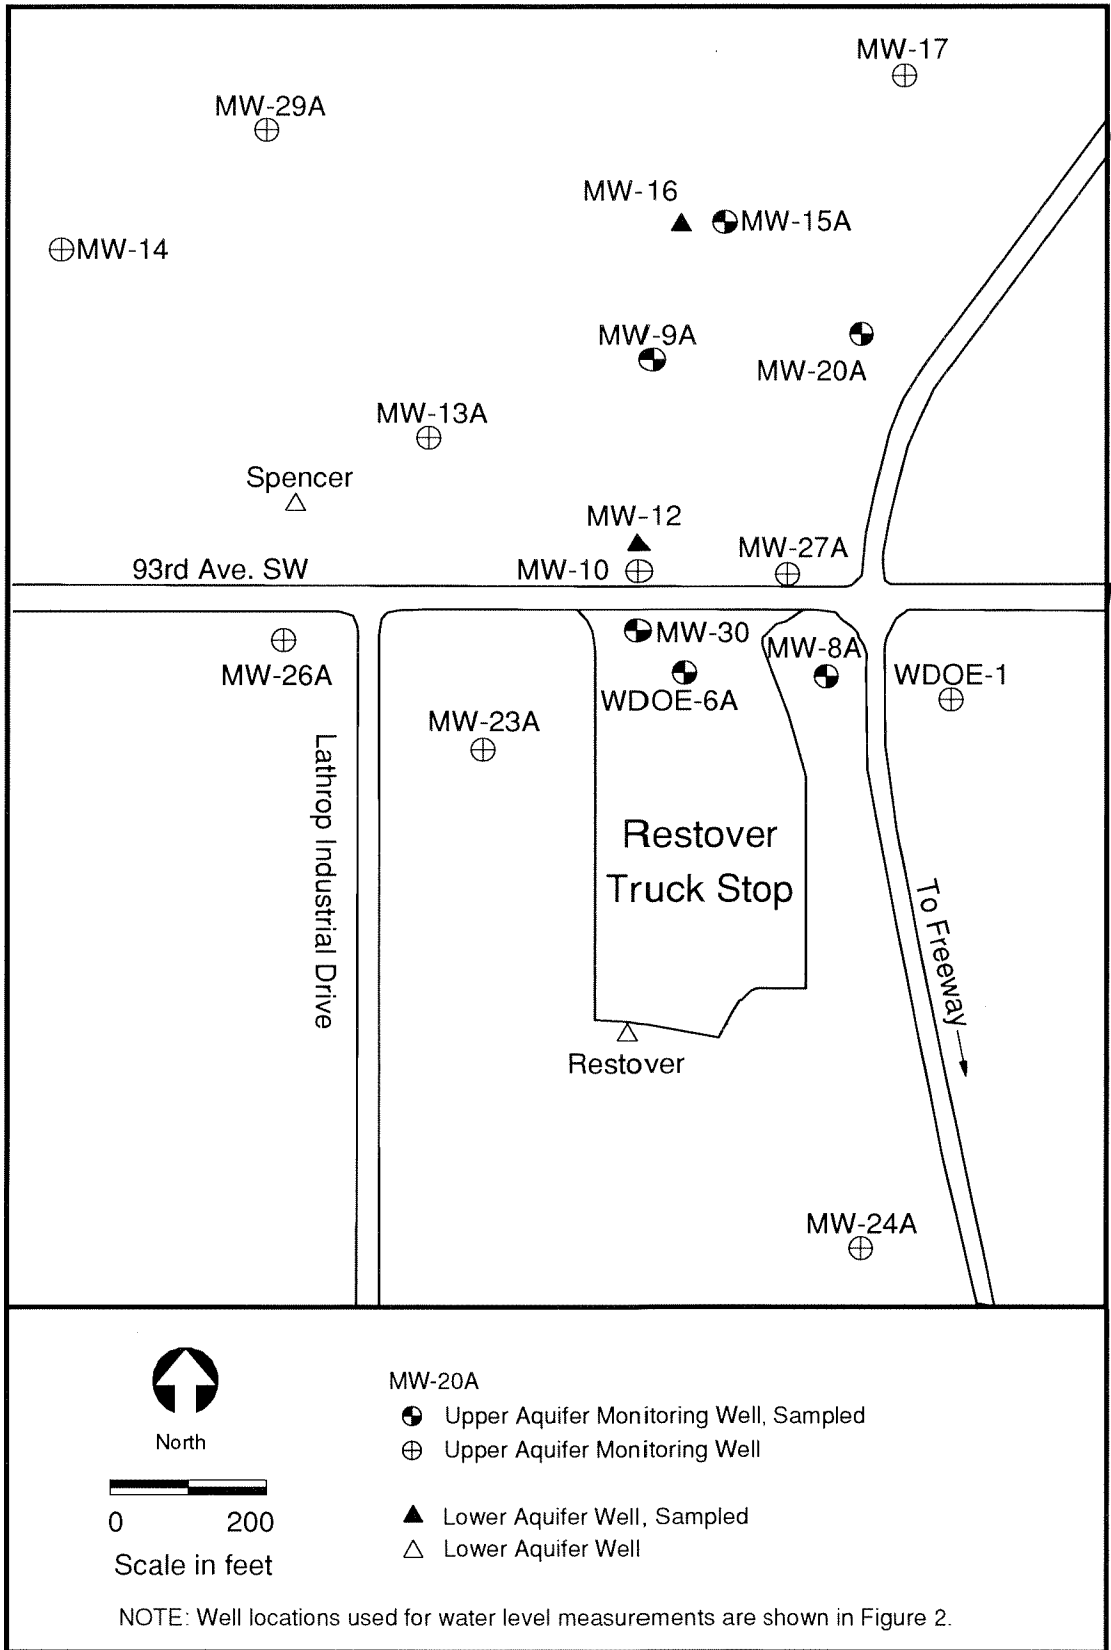 MW-17
MW-29A
MW-16
MW-15A
MW-14
MW-9A
MW-20A
MW-13A
Spencer
MW-12
MW-27A
93rd Ave. SW
MW-10
MW-30
MW-8A
MW-26A
WDOE-1
WDOE-6A
MW-23A
Lathrop Industrial Drive
Restover
Truck Stop
To Freeway
Restover
MW-24A
MW-20A
Upper Aquifer Monitoring Well, Sampled
North
Upper Aquifer Monitoring Well
0 200
Lower Aquifer Well, Sampled
Lower Aquifer Well
Scale in feet
NOTE: Well locations used for water level measurements are shown in Figure 2.